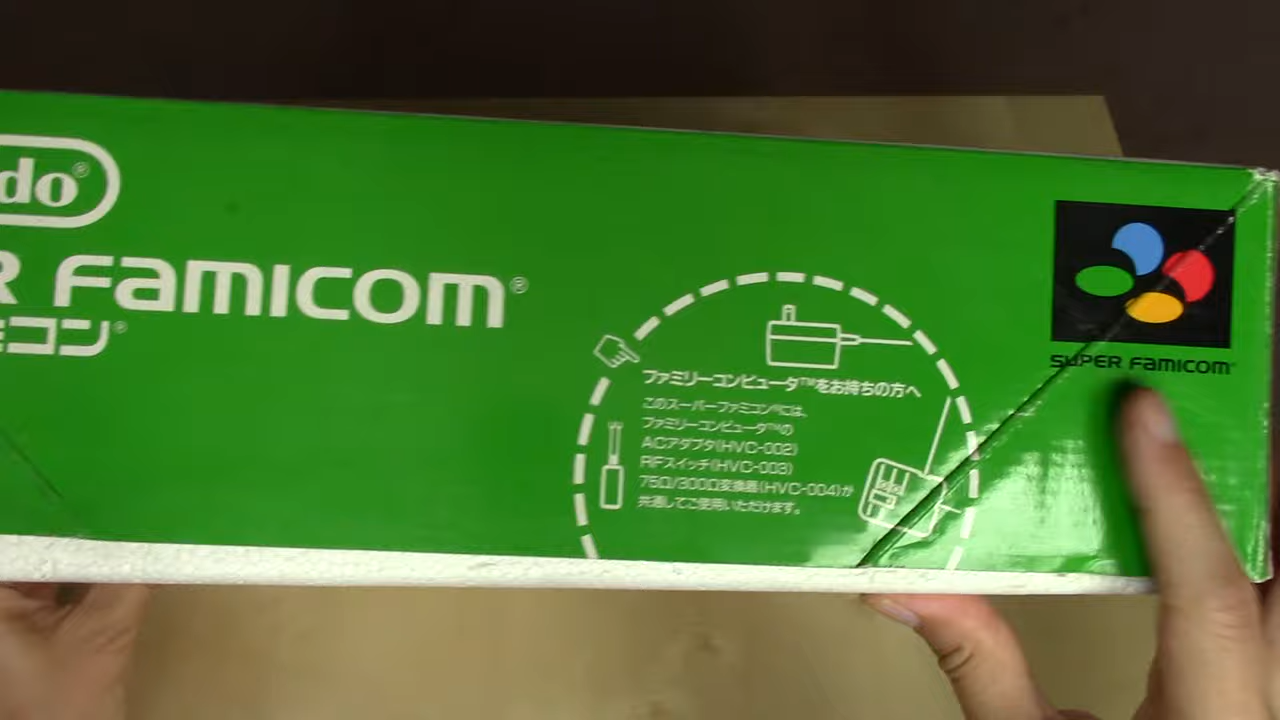 do®
R FAMICOM®
ミコン®
ファミリーコンピュータ™をお持ちの方へ
このスーパーファミコン®には、
ファミリーコンピュータ™の
ACアダプタ(HVC-002)
RFスイッチ(HVC-003)
75Ω/300Ω変換器(HVC-004)が
共通してご使用いただけます。
SUPER FAMICOM®